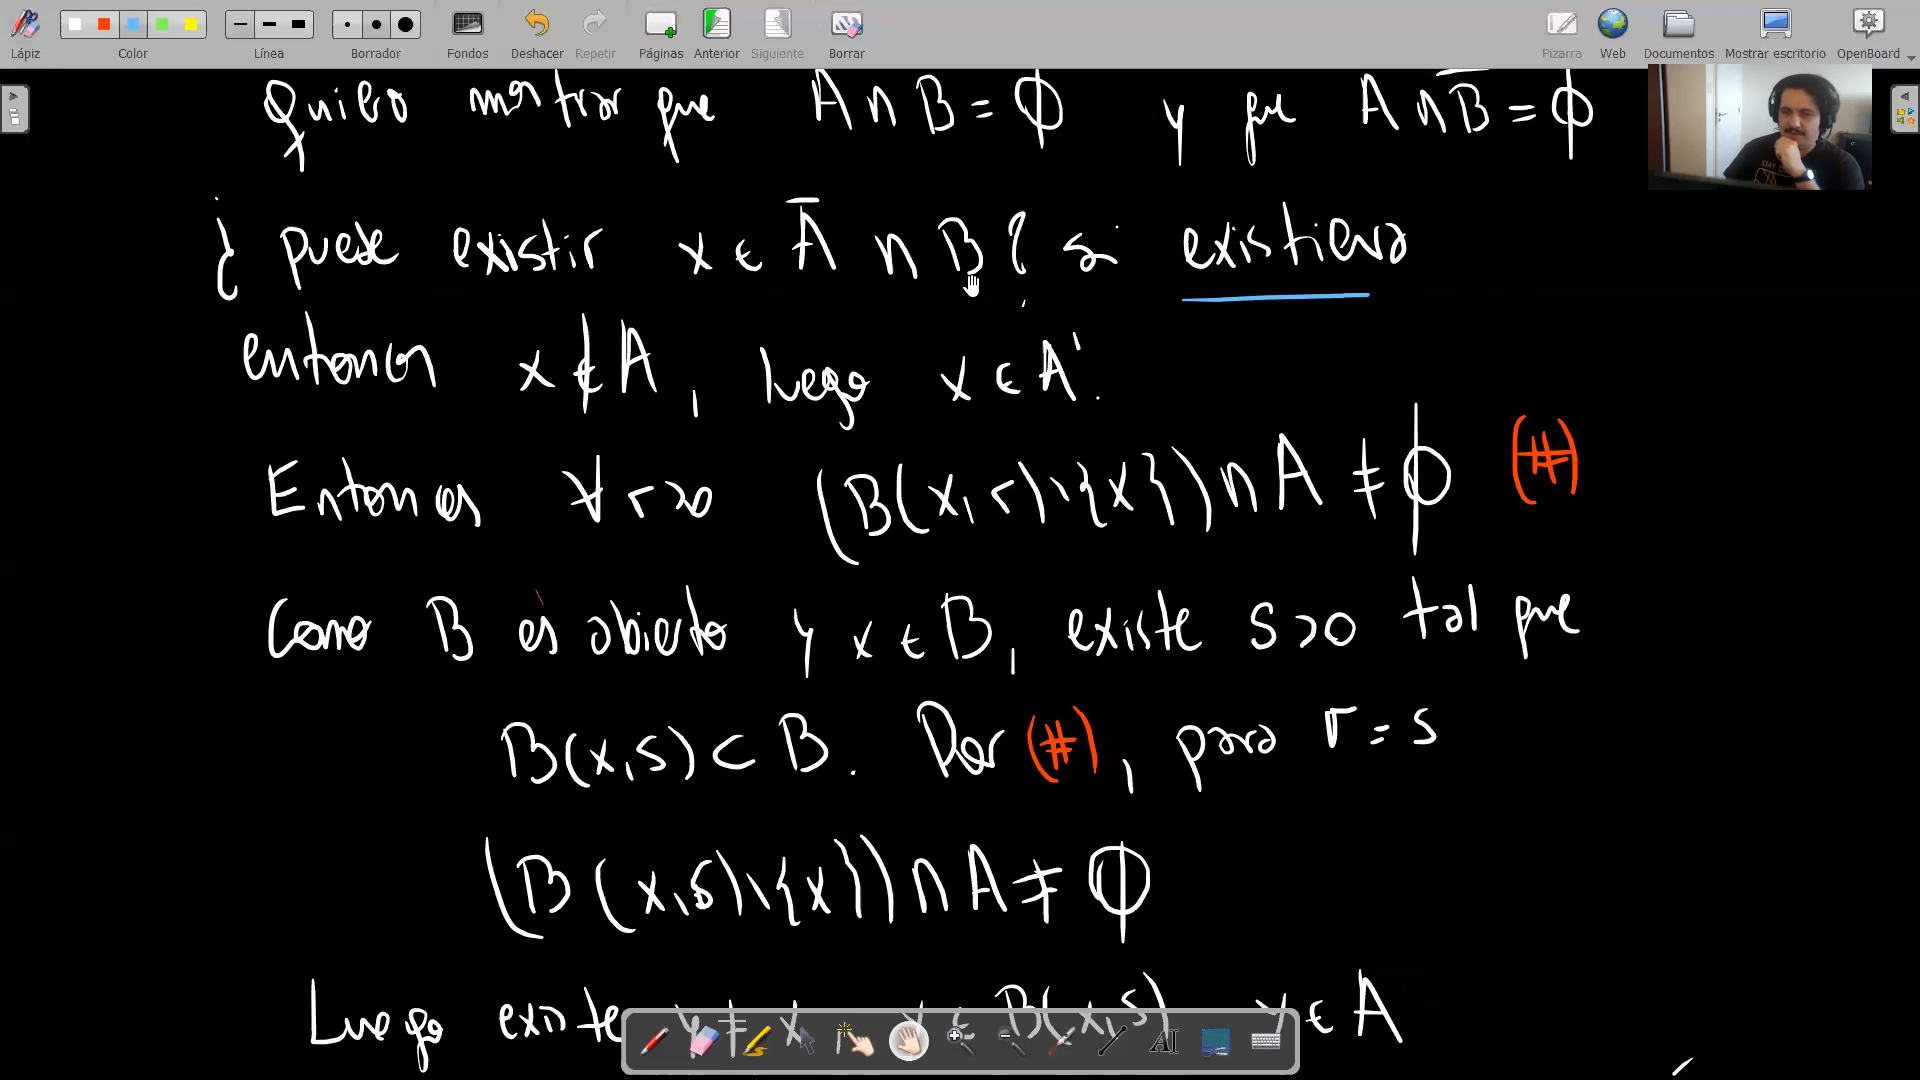 Lápiz Color Línea Borrador Fondos Deshacer Repetir Páginas Anterior Siguiente Borrar Pizarra Web Documentos Mostrar escritorio OpenBoard
Quiero mostrar que A ∩ B = ∅ y que A ∩ B̅ = ∅
¿ puede existir x ∈ A̅ ∩ B? si existiera
entonces x ∉ A, luego x ∈ A'.
Entonces ∀ r>0 (B(x,r)\{x}) ∩ A ≠ ∅ (#)
Como B es abierto y x ∈ B, existe s>0 tal que
B(x,s) ⊂ B. Por (#), para r = s
(B(x,s)\{x}) ∩ A ≠ ∅
Luego existe y ≠ x y ∈ B(x,s) y ∈ A